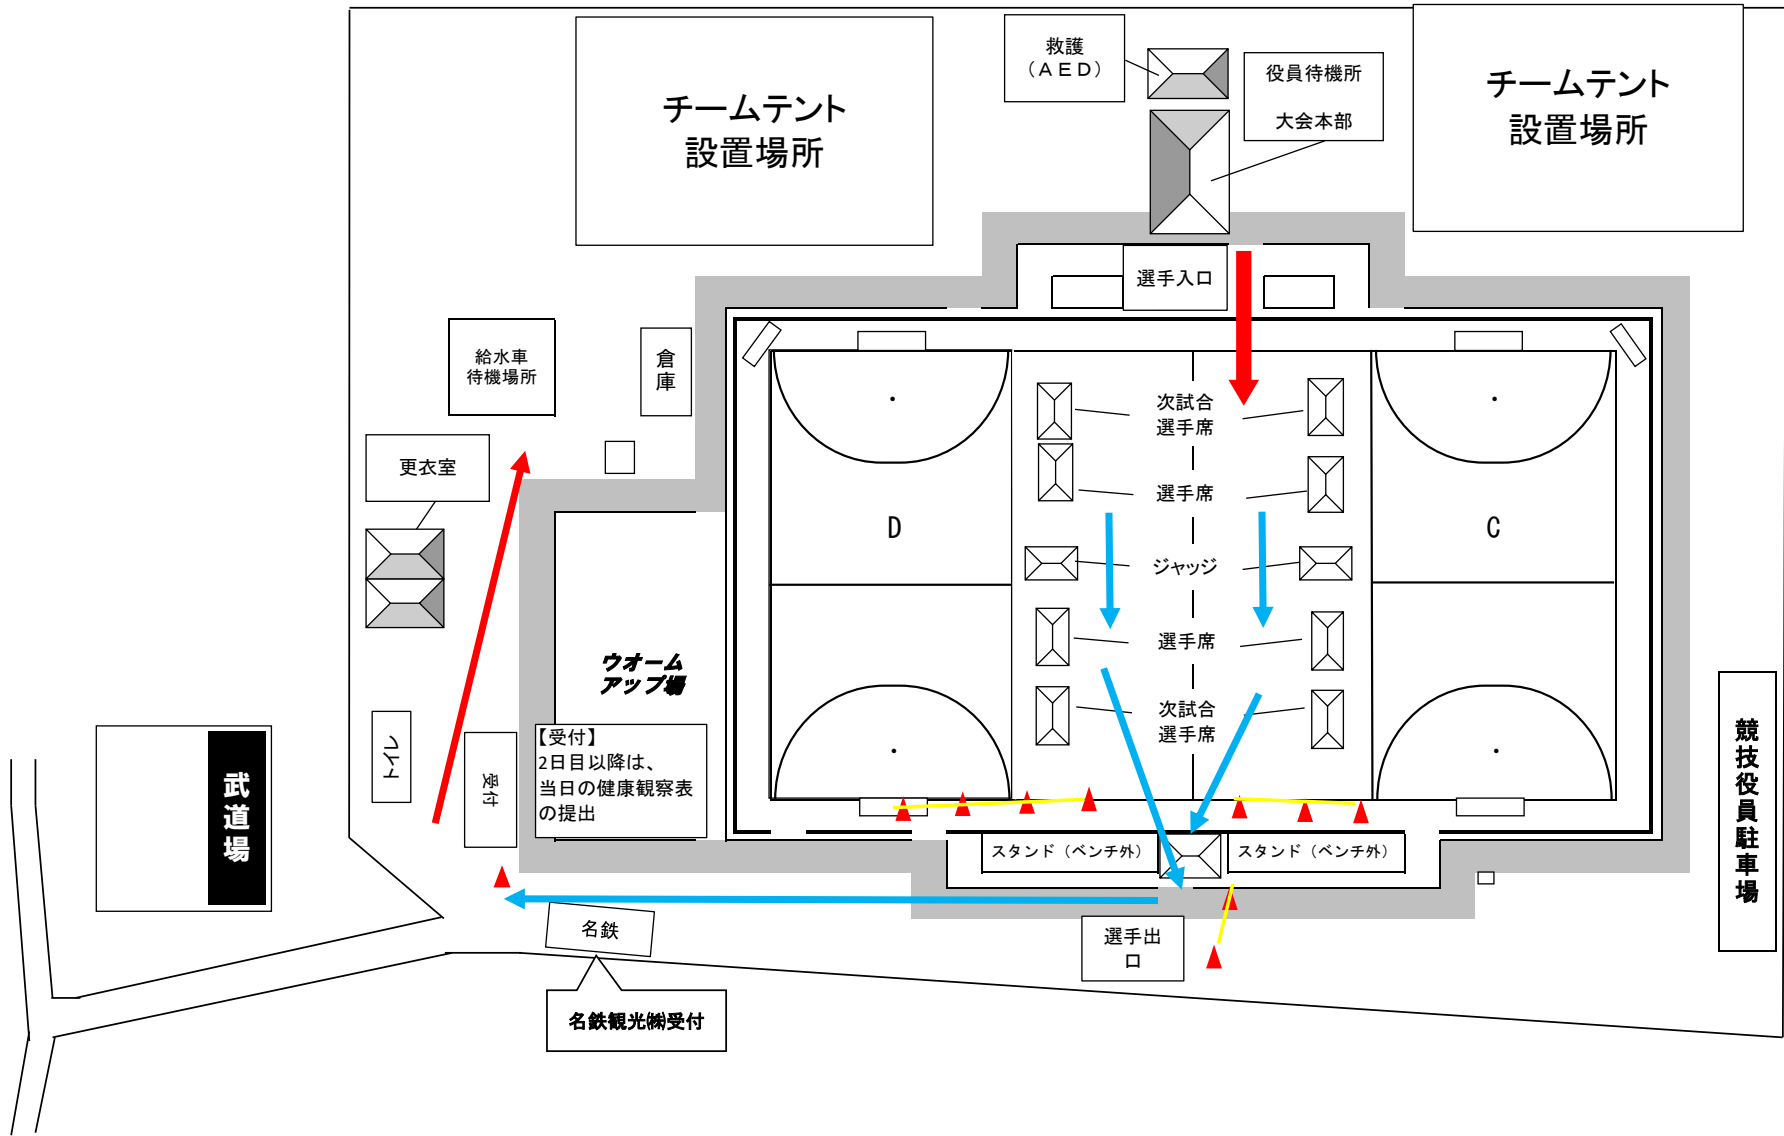 チームテント
設置場所
救護
（ＡＥＤ）
役員待機所
大会本部
チームテント
設置場所
選手入口
給水車
待機場所
倉庫
更衣室
次試合
選手席
選手席
D
C
ジャッジ
選手席
次試合
選手席
ウオーム
アップ場
【受付】
2日目以降は、
当日の健康観察表
の提出
トイレ
受付
武道場
競技役員駐車場
スタンド（ベンチ外）
スタンド（ベンチ外）
名鉄
選手出
口
名鉄観光㈱受付